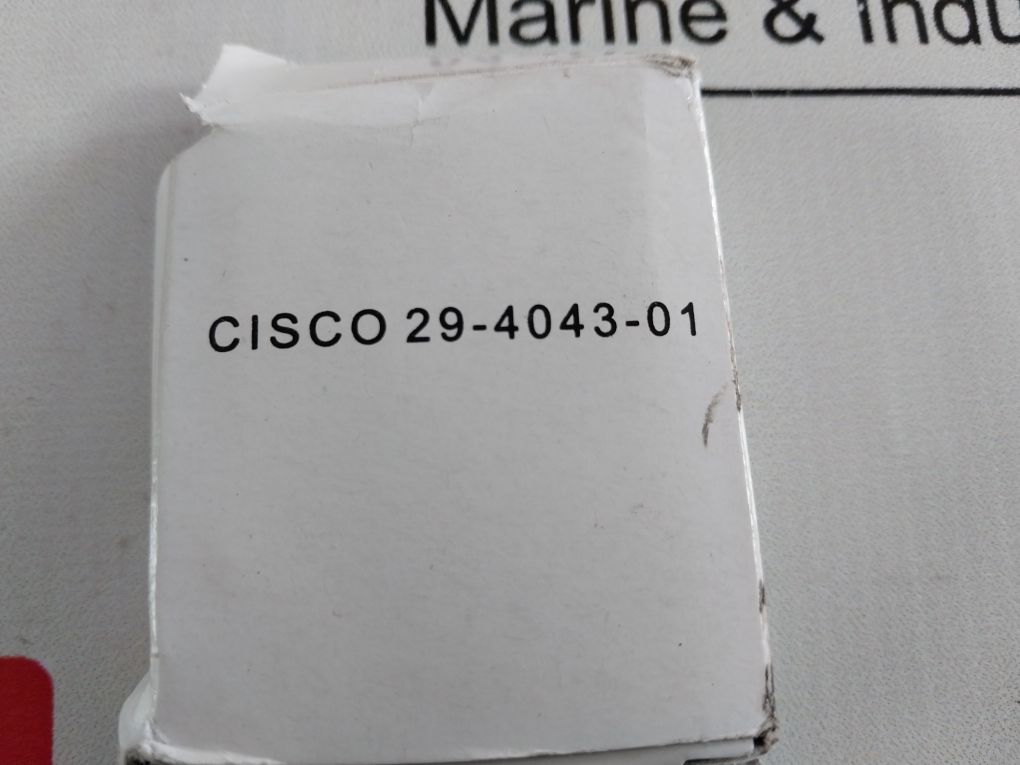 Marine & Indu
CISCO 29-4043-01